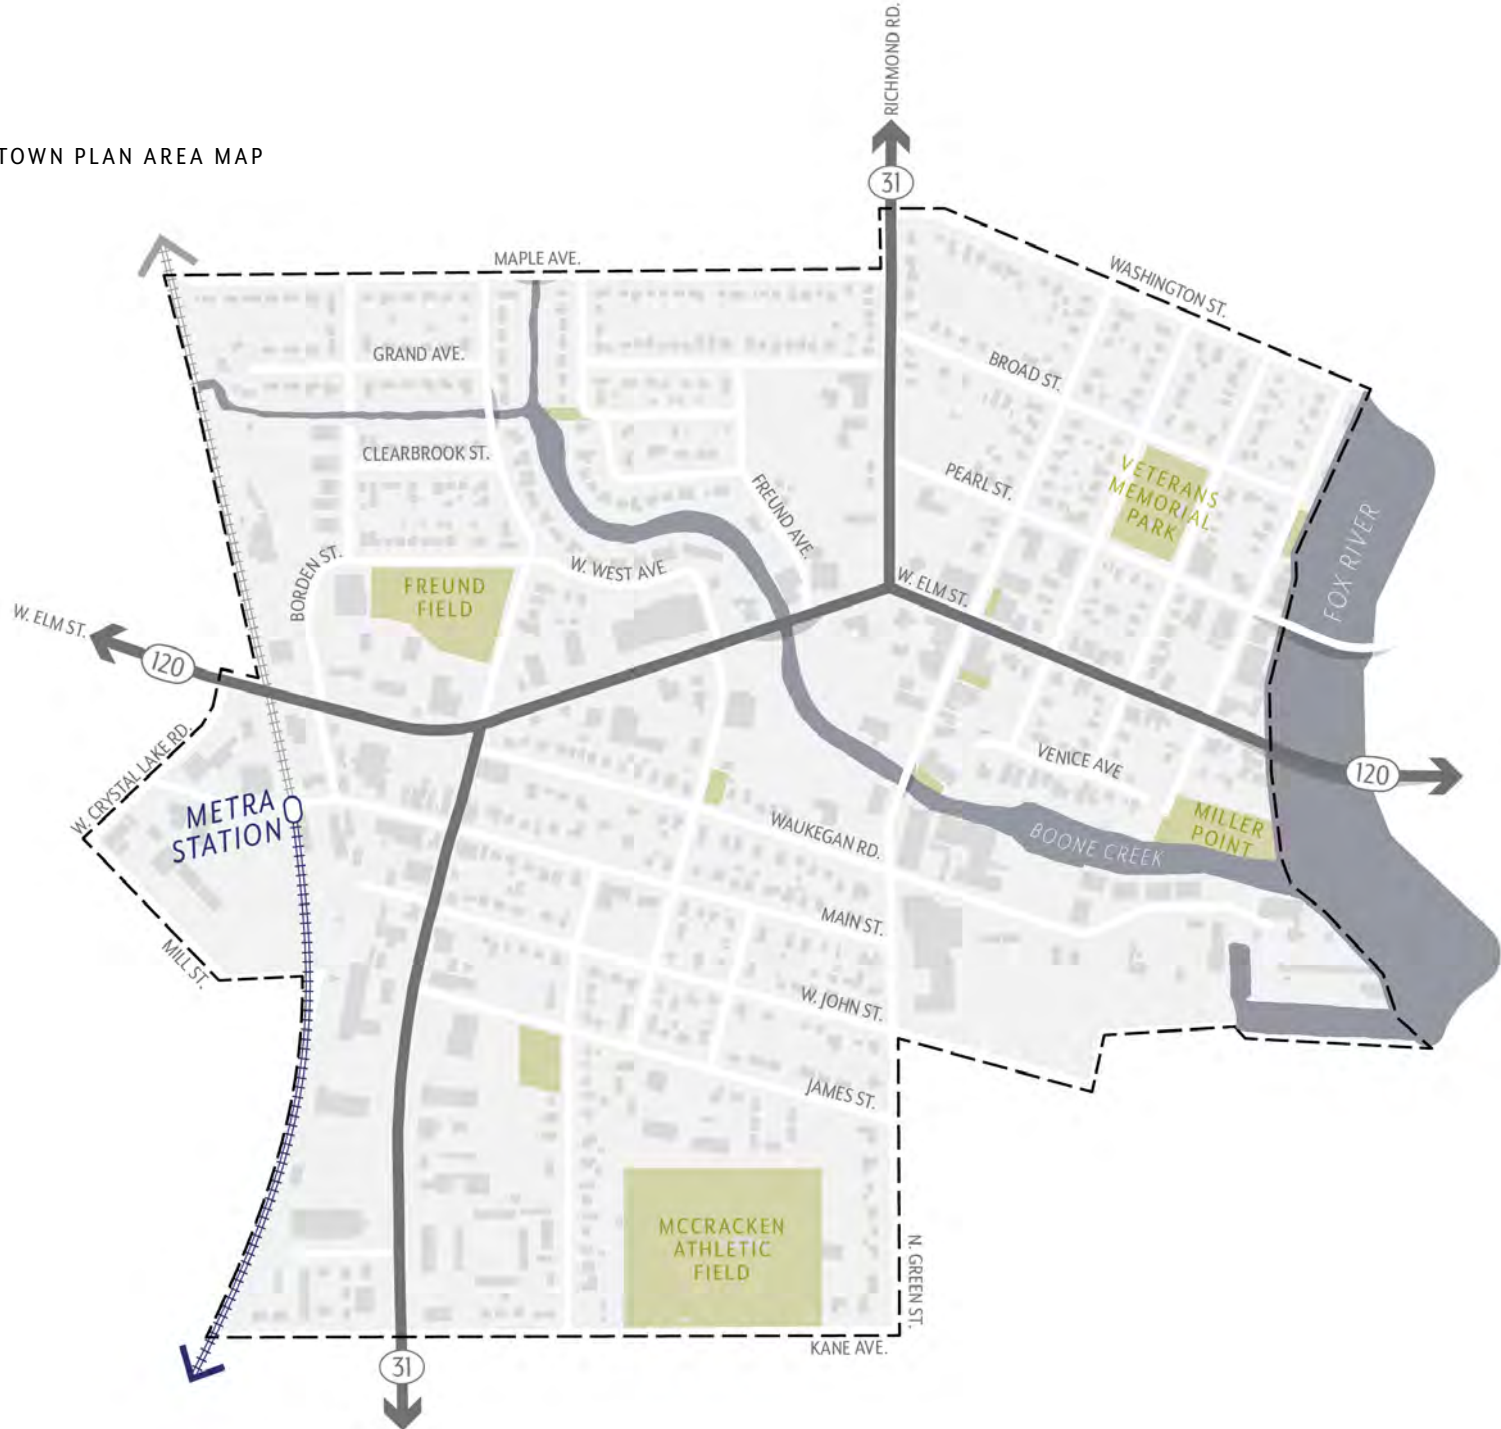 RICHMOND RD.
TOWN PLAN AREA MAP
31
MAPLE AVE.
WASHINGTON ST.
GRAND AVE.
BROAD ST.
CLEARBROOK ST.
PEARL ST.
VETERANS
MEMORIAL
PARK
FREUND AVE.
FOX RIVER
BORDEN ST.
W. WEST AVE
W. ELM ST.
FREUND
FIELD
W. ELM ST.
120
W. CRYSTAL LAKE RD.
VENICE AVE
120
METRA
STATION
WAUKEGAN RD.
MILLER
POINT
BOONE CREEK
MAIN ST.
MILL ST.
W. JOHN ST.
JAMES ST.
MCCRACKEN
ATHLETIC
FIELD
N. GREEN ST.
KANE AVE.
31